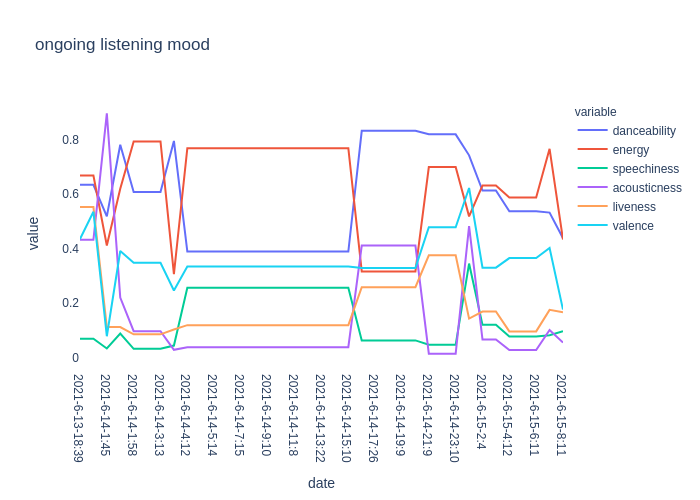 ongoing listening mood
variable
danceability
energy
speechiness
acousticness
liveness
valence
value
0.8
0.6
0.4
0.2
0
2021-6-13-18:39
2021-6-14-1:45
2021-6-14-1:58
2021-6-14-3:13
2021-6-14-4:12
2021-6-14-5:14
2021-6-14-7:15
2021-6-14-9:10
2021-6-14-11:8
2021-6-14-13:22
2021-6-14-15:10
2021-6-14-17:26
2021-6-14-19:9
2021-6-14-21:9
2021-6-14-23:10
2021-6-15-2:4
2021-6-15-4:12
2021-6-15-6:11
2021-6-15-8:11
date